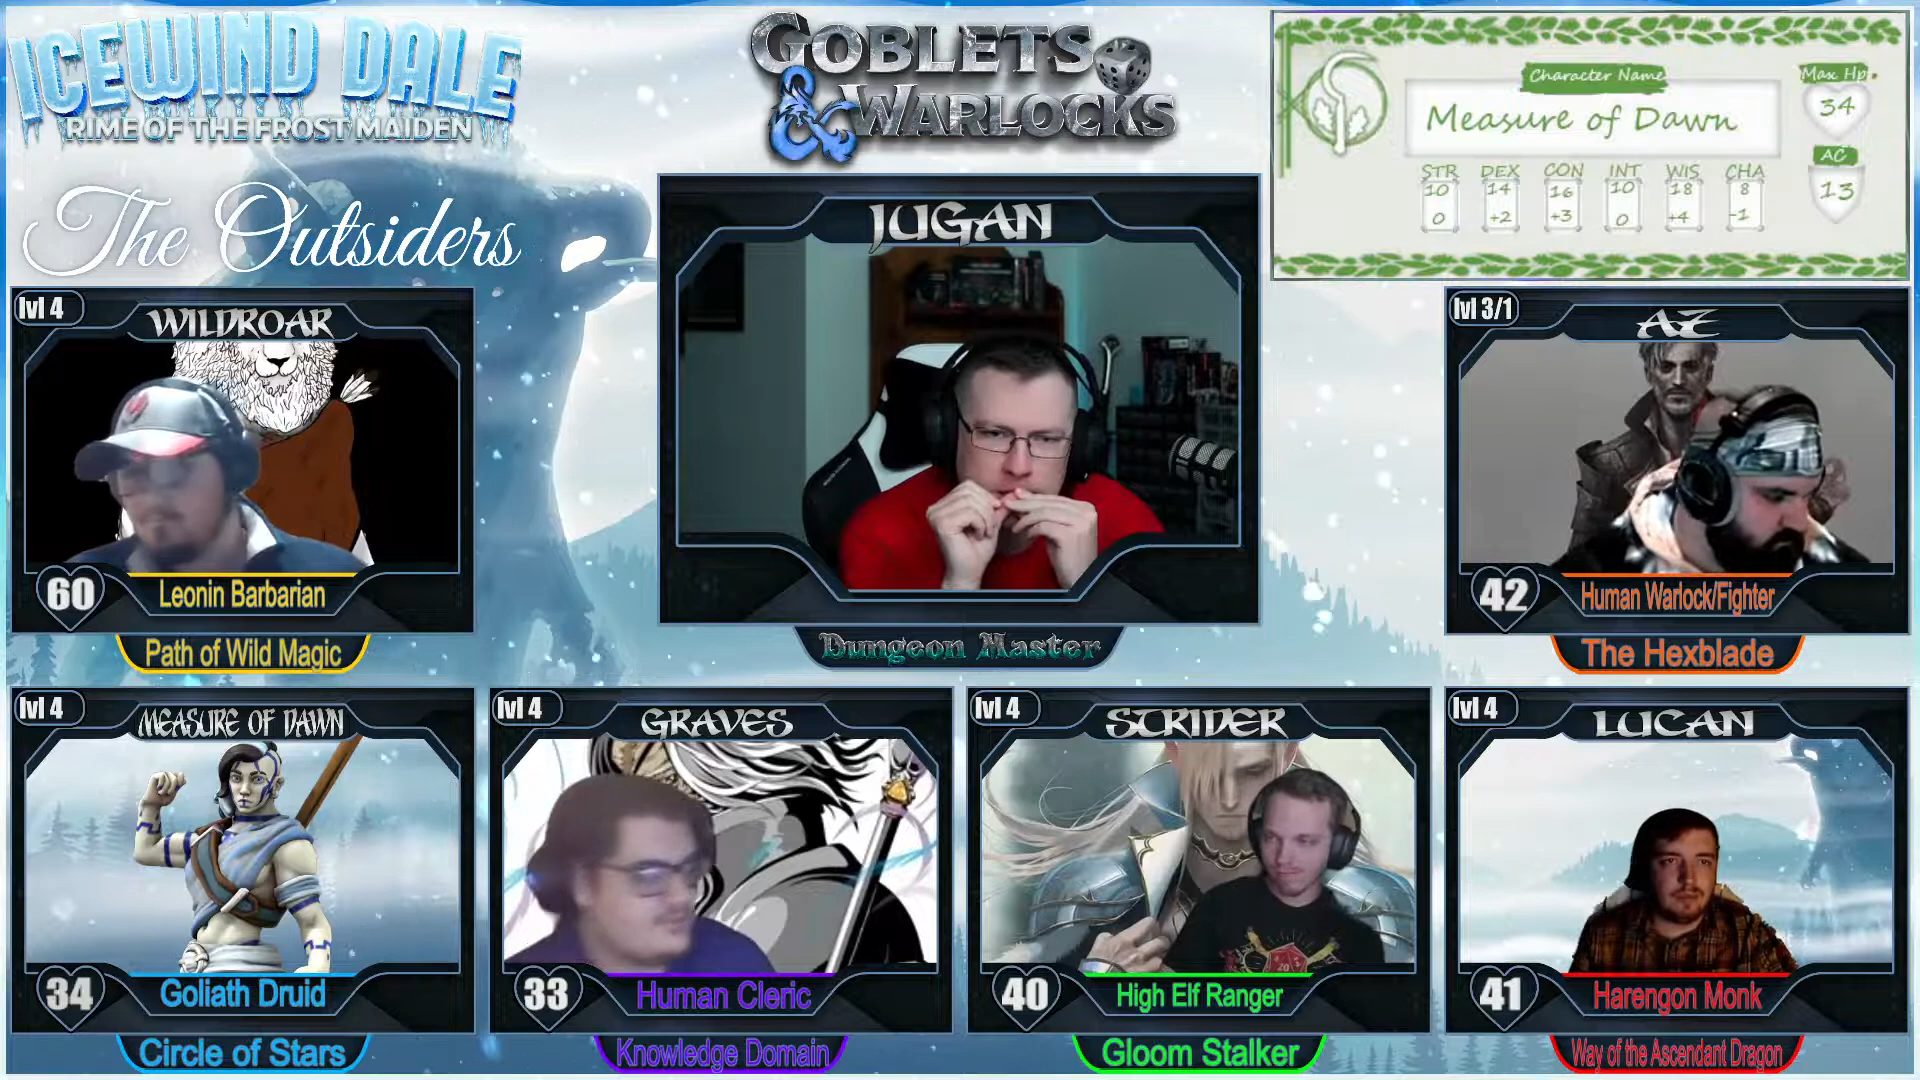 ICEWIND DALE
RIME OF THE FROST MAIDEN
The Outsiders
GOBLETS
& WARLOCKS
Character Name
Measure of Dawn
Max Hp.
34
AC
13
STR DEX CON INT WIS CHA
10 14 16 10 18 8
0 +2 +3 0 +4 -1
JUGAN
Dungeon Master
lvl 4
WILDROAR
60
Leonin Barbarian
Path of Wild Magic
lvl 3/1
AZ
42
Human Warlock/Fighter
The Hexblade
lvl 4
MEASURE OF DAWN
34
Goliath Druid
Circle of Stars
lvl 4
GRAVES
33
Human Cleric
Knowledge Domain
lvl 4
STRIDER
40
High Elf Ranger
Gloom Stalker
lvl 4
LUCAN
41
Harengon Monk
Way of the Ascendant Dragon